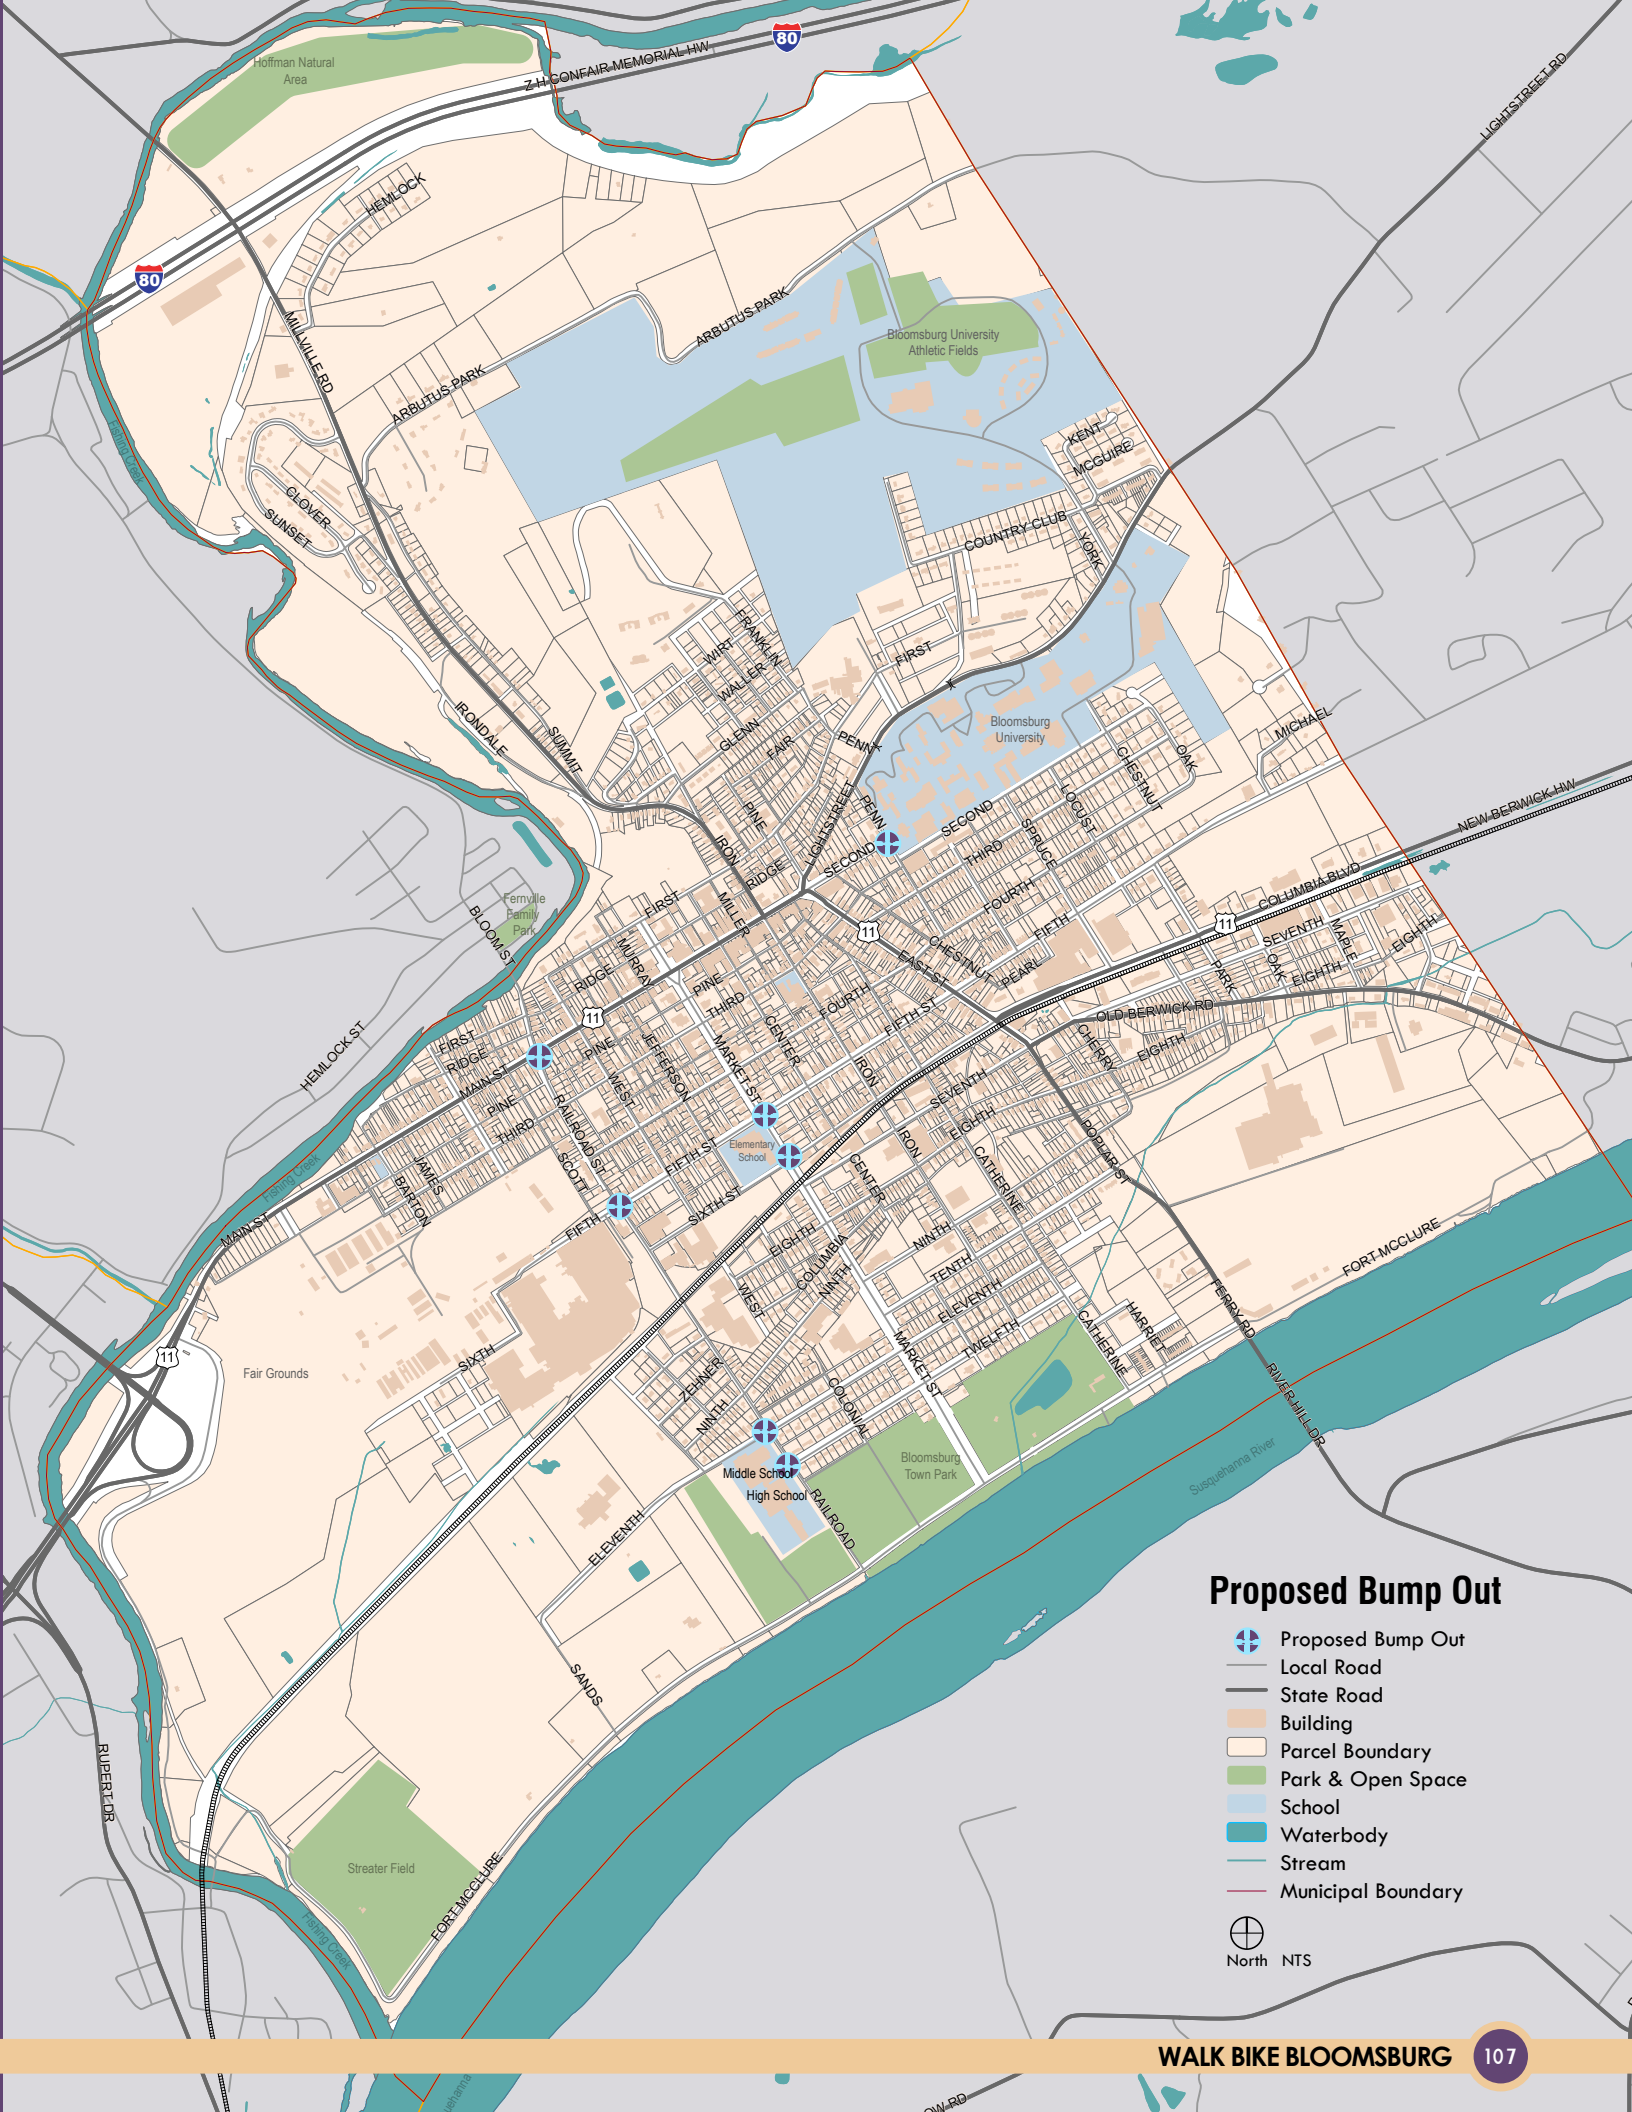 Hoffman Natural
Area
Z H CONFAIR MEMORIAL HW
80
LIGHTSTREET RD
HEMLOCK
80
MILLVILLE RD
ARBUTUS PARK
ARBUTUS PARK
Bloomsburg University
Athletic Fields
Fishing Creek
KENT
MCGUIRE
CLOVER
SUNSET
COUNTRY CLUB
YORK
FRANKLIN
WIRT
WALLER
FIRST
IRONDALE
SUMMIT
GLENN
FAIR
PENN
Bloomsburg
University
MICHAEL
OAK
CHESTNUT
LOCUST
PINE
LIGHTSTREET
PENN
SECOND
SPRUCE
NEW BERWICK HW
IRON
RIDGE
SECOND
THIRD
FOURTH
COLUMBIA BLVD
Fernville
Family
Park
BLOOM ST
FIRST
MILLER
11
FIFTH
11
SEVENTH
MAPLE
EIGHTH
MURRAY
RIDGE
PINE
THIRD
CHESTNUT
EAST ST
PEARL
PARK
OAK
EIGHTH
11
FOURTH
FIFTH ST
OLD BERWICK RD
HEMLOCK ST
FIRST
RIDGE
MAIN ST
PINE
JEFFERSON
MARKET ST
CENTER
IRON
CHERRY
EIGHTH
PINE
THIRD
WEST
RAILROAD ST
SEVENTH
EIGHTH
Elementary
School
FIFTH ST
SCOTT
IRON
POPLAR ST
Fishing Creek
JAMES
BARTON
CENTER
CATHERINE
MAIN ST
FIFTH
SIXTH ST
EIGHTH
COLUMBIA
NINTH
NINTH
TENTH
FORT MCCLURE
WEST
ELEVENTH
FERRY RD
11
Fair Grounds
SIXTH
TWELFTH
CATHERINE
HARRIET
MARKET ST
ZEHNER
NINTH
COLONIAL
RIVER HILL DR
Bloomsburg
Town Park
Susquehanna River
Middle School
High School
RAILROAD
ELEVENTH
SANDS
RUPERT DR
Streater Field
FORT MCCLURE
Fishing Creek
Proposed Bump Out
Proposed Bump Out
Local Road
State Road
Building
Parcel Boundary
Park & Open Space
School
Waterbody
Stream
Municipal Boundary
North NTS
WALK BIKE BLOOMSBURG 107